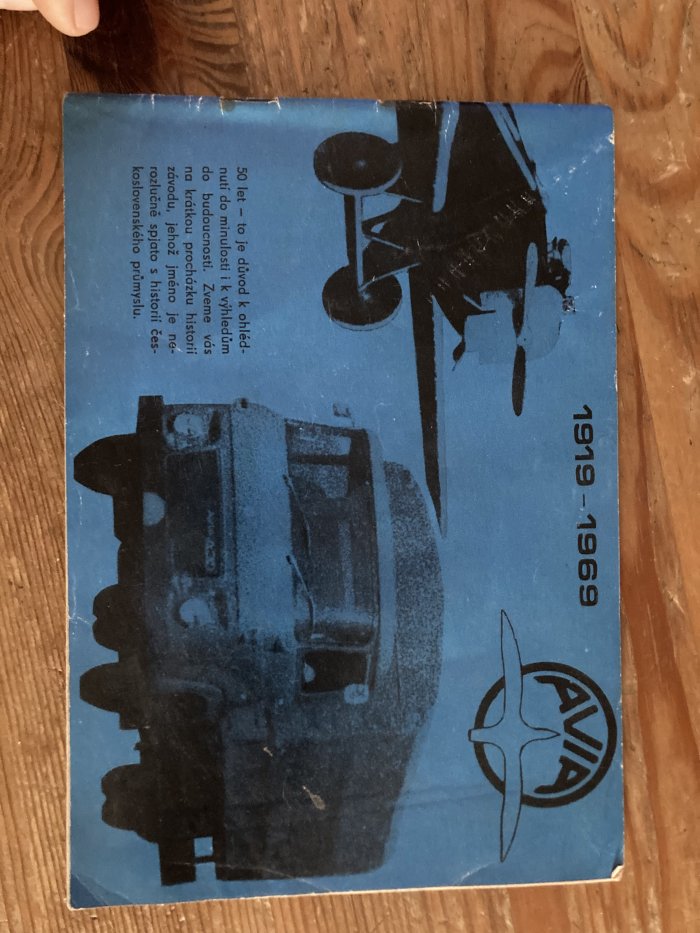 1919 - 1969
AVIA
50 let – to je důvod k ohléd-
nutí do minulosti i k výhledům
do budoucnosti. Zveme vás
na krátkou procházku historií
závodu, jehož jméno je ne-
rozlučně spjato s historií čes-
koslovenského průmyslu.